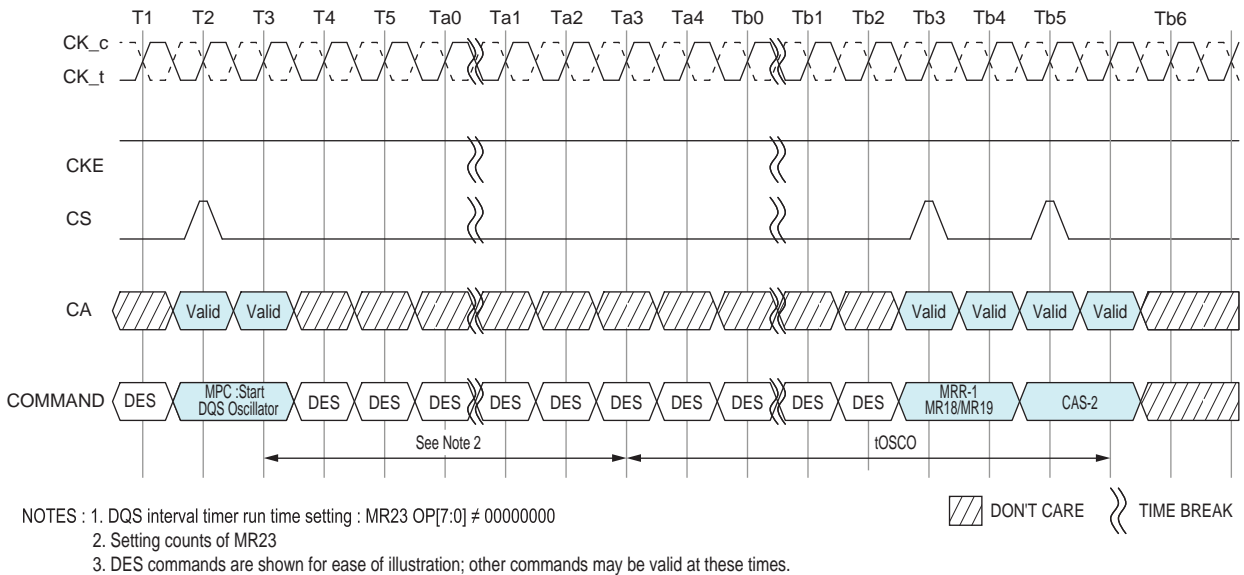 T1 T2 T3 T4 T5 Ta0 Ta1 Ta2 Ta3 Ta4 Tb0 Tb1 Tb2 Tb3 Tb4 Tb5 Tb6
CK_c
CK_t
CKE
CS
CA Valid Valid Valid Valid Valid Valid
COMMAND DES MPC :Start DES DES DES DES DES DES DES DES DES DES MRR-1 CAS-2
DQS Oscillator MR18/MR19
See Note 2 tOSCO
NOTES : 1. DQS interval timer run time setting : MR23 OP[7:0] ≠ 00000000
2. Setting counts of MR23
3. DES commands are shown for ease of illustration; other commands may be valid at these times.
DON'T CARE TIME BREAK